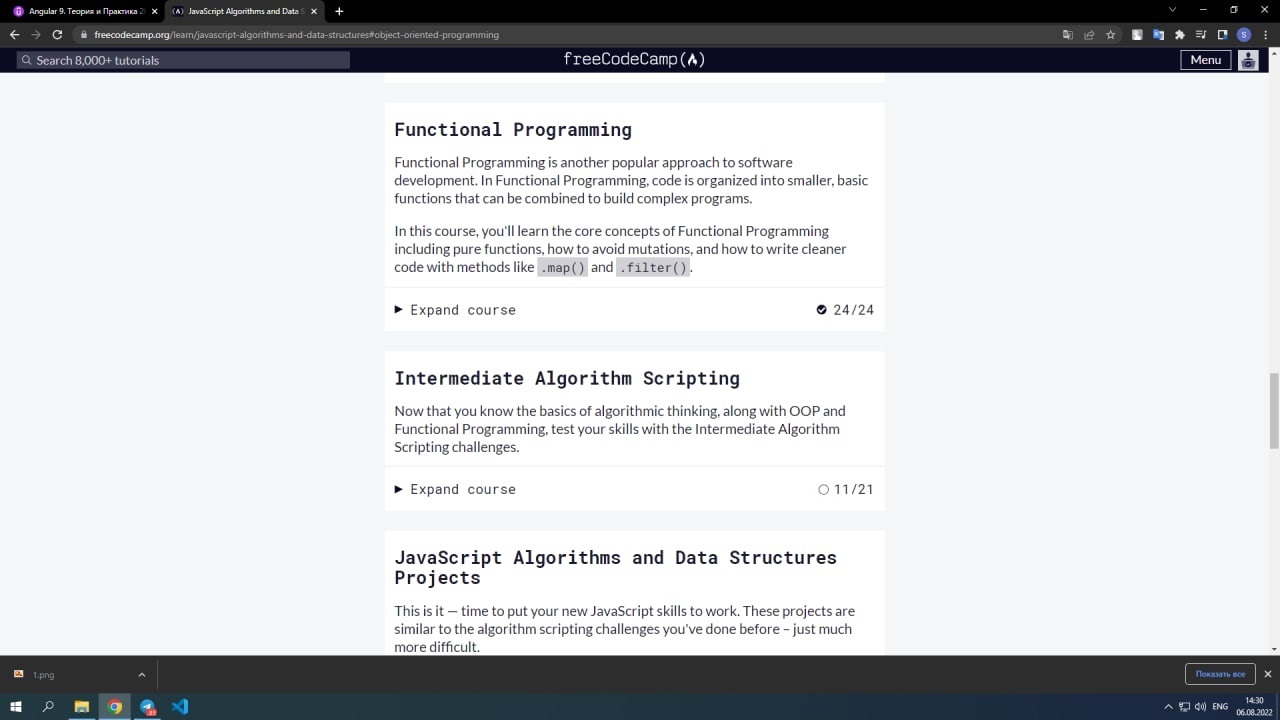 Angular 9. Теория и Практика 2
JavaScript Algorithms and Data S
freecodecamp.org/learn/javascript-algorithms-and-data-structures#object-oriented-programming
S
Search 8,000+ tutorials
freeCodeCamp
Menu
Functional Programming
Functional Programming is another popular approach to software
development. In Functional Programming, code is organized into smaller, basic
functions that can be combined to build complex programs.
In this course, you'll learn the core concepts of Functional Programming
including pure functions, how to avoid mutations, and how to write cleaner
code with methods like .map() and .filter().
Expand course
24/24
Intermediate Algorithm Scripting
Now that you know the basics of algorithmic thinking, along with OOP and
Functional Programming, test your skills with the Intermediate Algorithm
Scripting challenges.
Expand course
11/21
JavaScript Algorithms and Data Structures
Projects
This is it — time to put your new JavaScript skills to work. These projects are
similar to the algorithm scripting challenges you've done before – just much
more difficult.
1.png
Показать все
ENG
14:30
06.08.2022